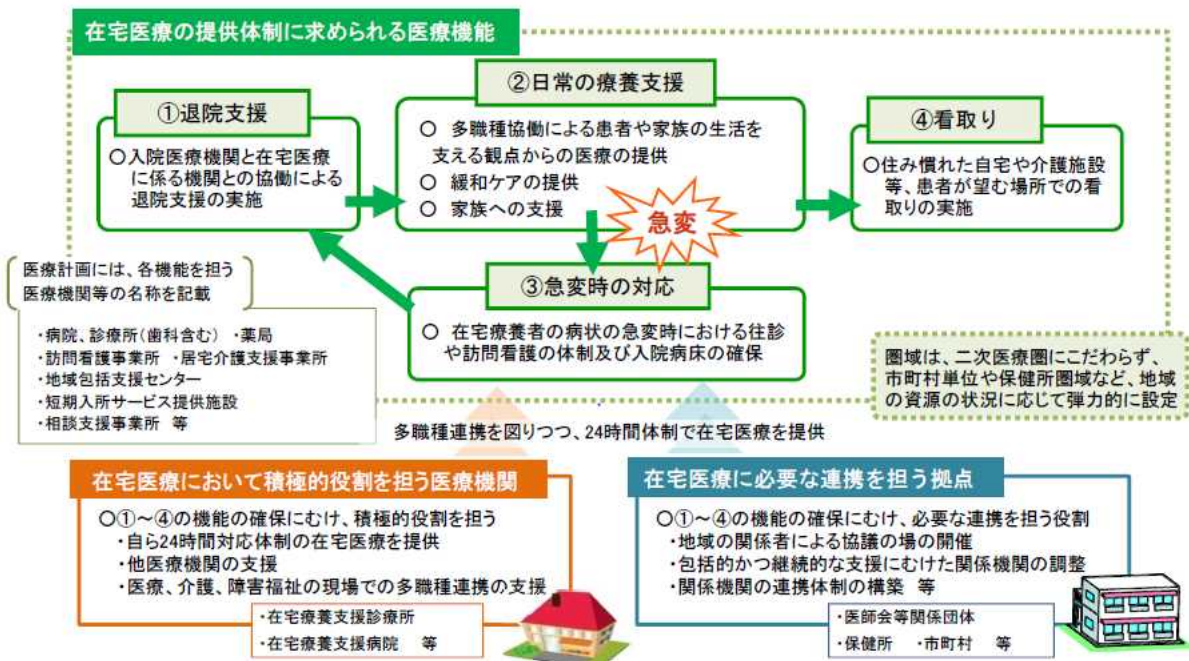 在宅医療の提供体制に求められる医療機能
①退院支援
○入院医療機関と在宅医療
に係る機関との協働による
退院支援の実施
②日常の療養支援
○ 多職種協働による患者や家族の生活を
支える観点からの医療の提供
○ 緩和ケアの提供
○ 家族への支援
急変
④看取り
○住み慣れた自宅や介護施設
等、患者が望む場所での看
取りの実施
③急変時の対応
○ 在宅療養者の病状の急変時における往診
や訪問看護の体制及び入院病床の確保
医療計画には、各機能を担う
医療機関等の名称を記載
・病院、診療所(歯科含む) ・薬局
・訪問看護事業所 ・居宅介護支援事業所
・地域包括支援センター
・短期入所サービス提供施設
・相談支援事業所 等
圏域は、二次医療圏にこだわらず、
市町村単位や保健所圏域など、地域
の資源の状況に応じて弾力的に設定
多職種連携を図りつつ、24時間体制で在宅医療を提供
在宅医療において積極的役割を担う医療機関
○①～④の機能の確保にむけ、積極的役割を担う
・自ら24時間対応体制の在宅医療を提供
・他医療機関の支援
・医療、介護、障害福祉の現場での多職種連携の支援
・在宅療養支援診療所
・在宅療養支援病院 等
在宅医療に必要な連携を担う拠点
○①～④の機能の確保にむけ、必要な連携を担う役割
・地域の関係者による協議の場の開催
・包括的かつ継続的な支援にむけた関係機関の調整
・関係機関の連携体制の構築 等
・医師会等関係団体
・保健所 ・市町村 等